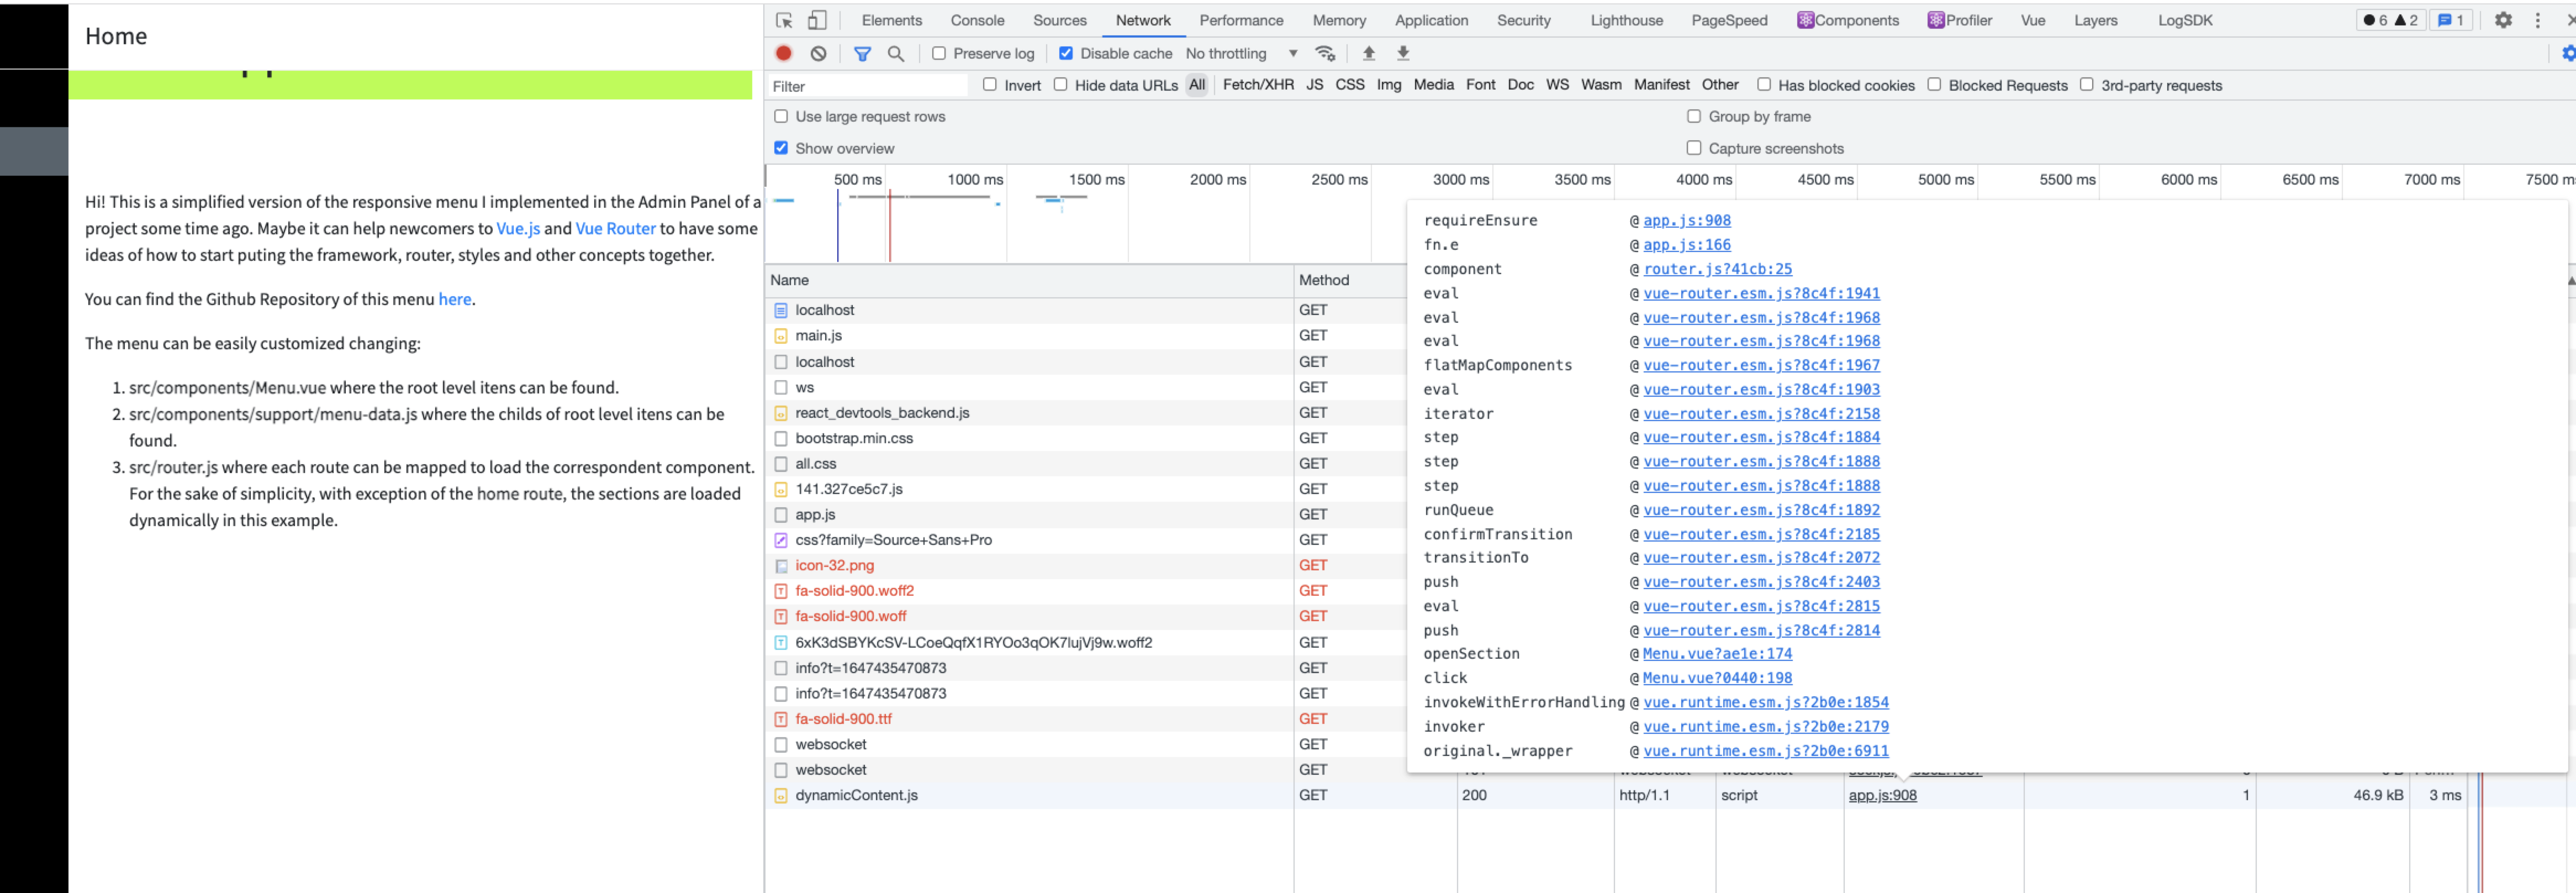 Home
Hi! This is a simplified version of the responsive menu I implemented in the Admin Panel of a
project some time ago. Maybe it can help newcomers to Vue.js and Vue Router to have some
ideas of how to start puting the framework, router, styles and other concepts together.
You can find the Github Repository of this menu here.
The menu can be easily customized changing:
1. src/components/Menu.vue where the root level itens can be found.
2. src/components/support/menu-data.js where the childs of root level itens can be
found.
3. src/router.js where each route can be mapped to load the correspondent component.
For the sake of simplicity, with exception of the home route, the sections are loaded
dynamically in this example.
Elements Console Sources Network Performance Memory Application Security Lighthouse PageSpeed Components Profiler Vue Layers LogSDK 6 2 1
Preserve log Disable cache No throttling
Filter Invert Hide data URLs All Fetch/XHR JS CSS Img Media Font Doc WS Wasm Manifest Other Has blocked cookies Blocked Requests 3rd-party requests
Use large request rows Group by frame
Show overview Capture screenshots
500 ms 1000 ms 1500 ms 2000 ms 2500 ms 3000 ms 3500 ms 4000 ms 4500 ms 5000 ms 5500 ms 6000 ms 6500 ms 7000 ms 7500 m
Name Method
localhost GET
main.js GET
localhost GET
ws GET
react_devtools_backend.js GET
bootstrap.min.css GET
all.css GET
141.327ce5c7.js GET
app.js GET
css?family=Source+Sans+Pro GET
icon-32.png GET
fa-solid-900.woff2 GET
fa-solid-900.woff GET
6xK3dSBYKcSV-LCoeQqfX1RYOo3qOK7lujVj9w.woff2 GET
info?t=1647435470873 GET
info?t=1647435470873 GET
fa-solid-900.ttf GET
websocket GET
websocket GET
dynamicContent.js GET 200 http/1.1 script app.js:908 1 46.9 kB 3 ms
requireEnsure @ app.js:908
fn.e @ app.js:166
component @ router.js?41cb:25
eval @ vue-router.esm.js?8c4f:1941
eval @ vue-router.esm.js?8c4f:1968
eval @ vue-router.esm.js?8c4f:1968
flatMapComponents @ vue-router.esm.js?8c4f:1967
eval @ vue-router.esm.js?8c4f:1903
iterator @ vue-router.esm.js?8c4f:2158
step @ vue-router.esm.js?8c4f:1884
step @ vue-router.esm.js?8c4f:1888
step @ vue-router.esm.js?8c4f:1888
runQueue @ vue-router.esm.js?8c4f:1892
confirmTransition @ vue-router.esm.js?8c4f:2185
transitionTo @ vue-router.esm.js?8c4f:2072
push @ vue-router.esm.js?8c4f:2403
eval @ vue-router.esm.js?8c4f:2815
push @ vue-router.esm.js?8c4f:2814
openSection @ Menu.vue?ae1e:174
click @ Menu.vue?0440:198
invokeWithErrorHandling @ vue.runtime.esm.js?2b0e:1854
invoker @ vue.runtime.esm.js?2b0e:2179
original._wrapper @ vue.runtime.esm.js?2b0e:6911